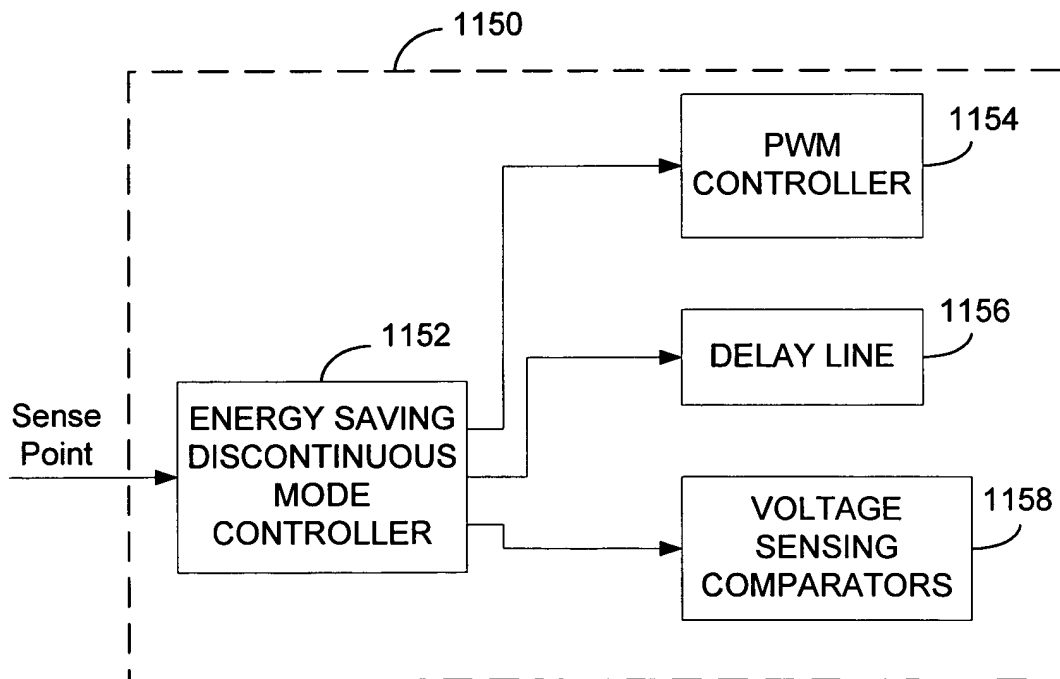 1150
1154
PWM
CONTROLLER
1156
DELAY LINE
1152
ENERGY SAVING
DISCONTINUOUS
MODE
CONTROLLER
Sense
Point
1158
VOLTAGE
SENSING
COMPARATORS